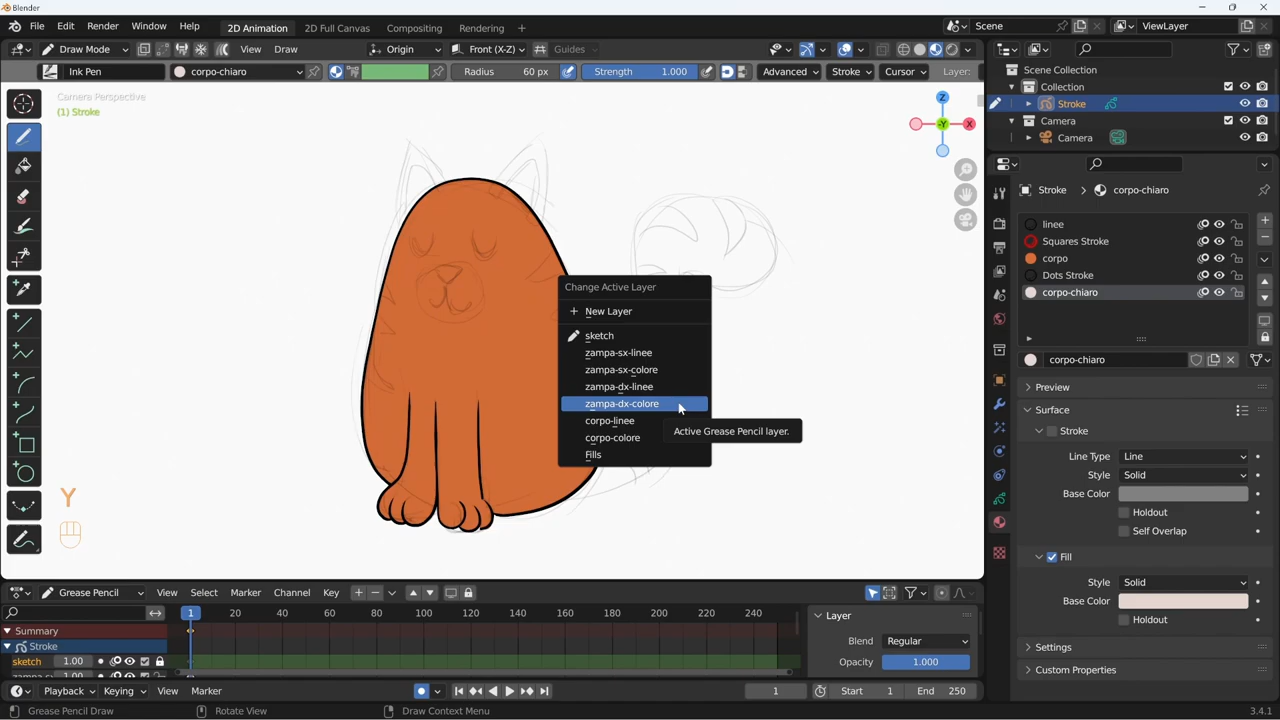 Blender
File Edit Render Window Help
2D Animation 2D Full Canvas Compositing Rendering +
Scene
ViewLayer
Draw Mode View Draw Origin Front (X-Z) Guides
Ink Pen corpo-chiaro Radius 60 px Strength 1.000 Advanced Stroke Cursor Layer:
Camera Perspective
(1) Stroke
Z
-Y
X
Change Active Layer
+ New Layer
sketch
zampa-sx-linee
zampa-sx-colore
zampa-dx-linee
zampa-dx-colore
corpo-linee
corpo-colore
Fills
Active Grease Pencil layer.
Y
Scene Collection
Collection
Stroke
Camera
Camera
Stroke > corpo-chiaro
linee
Squares Stroke
corpo
Dots Stroke
corpo-chiaro
corpo-chiaro
Preview
Surface
Stroke
Line Type Line
Style Solid
Base Color
Holdout
Self Overlap
Fill
Style Solid
Base Color
Holdout
Settings
Custom Properties
Grease Pencil View Select Marker Channel Key
1 20 40 60 80 100 120 140 160 180 200 220 240
Summary
Stroke
sketch 1.00
Layer
Blend Regular
Opacity 1.000
Playback Keying View Marker
1 Start 1 End 250
Grease Pencil Draw Rotate View Draw Context Menu 3.4.1